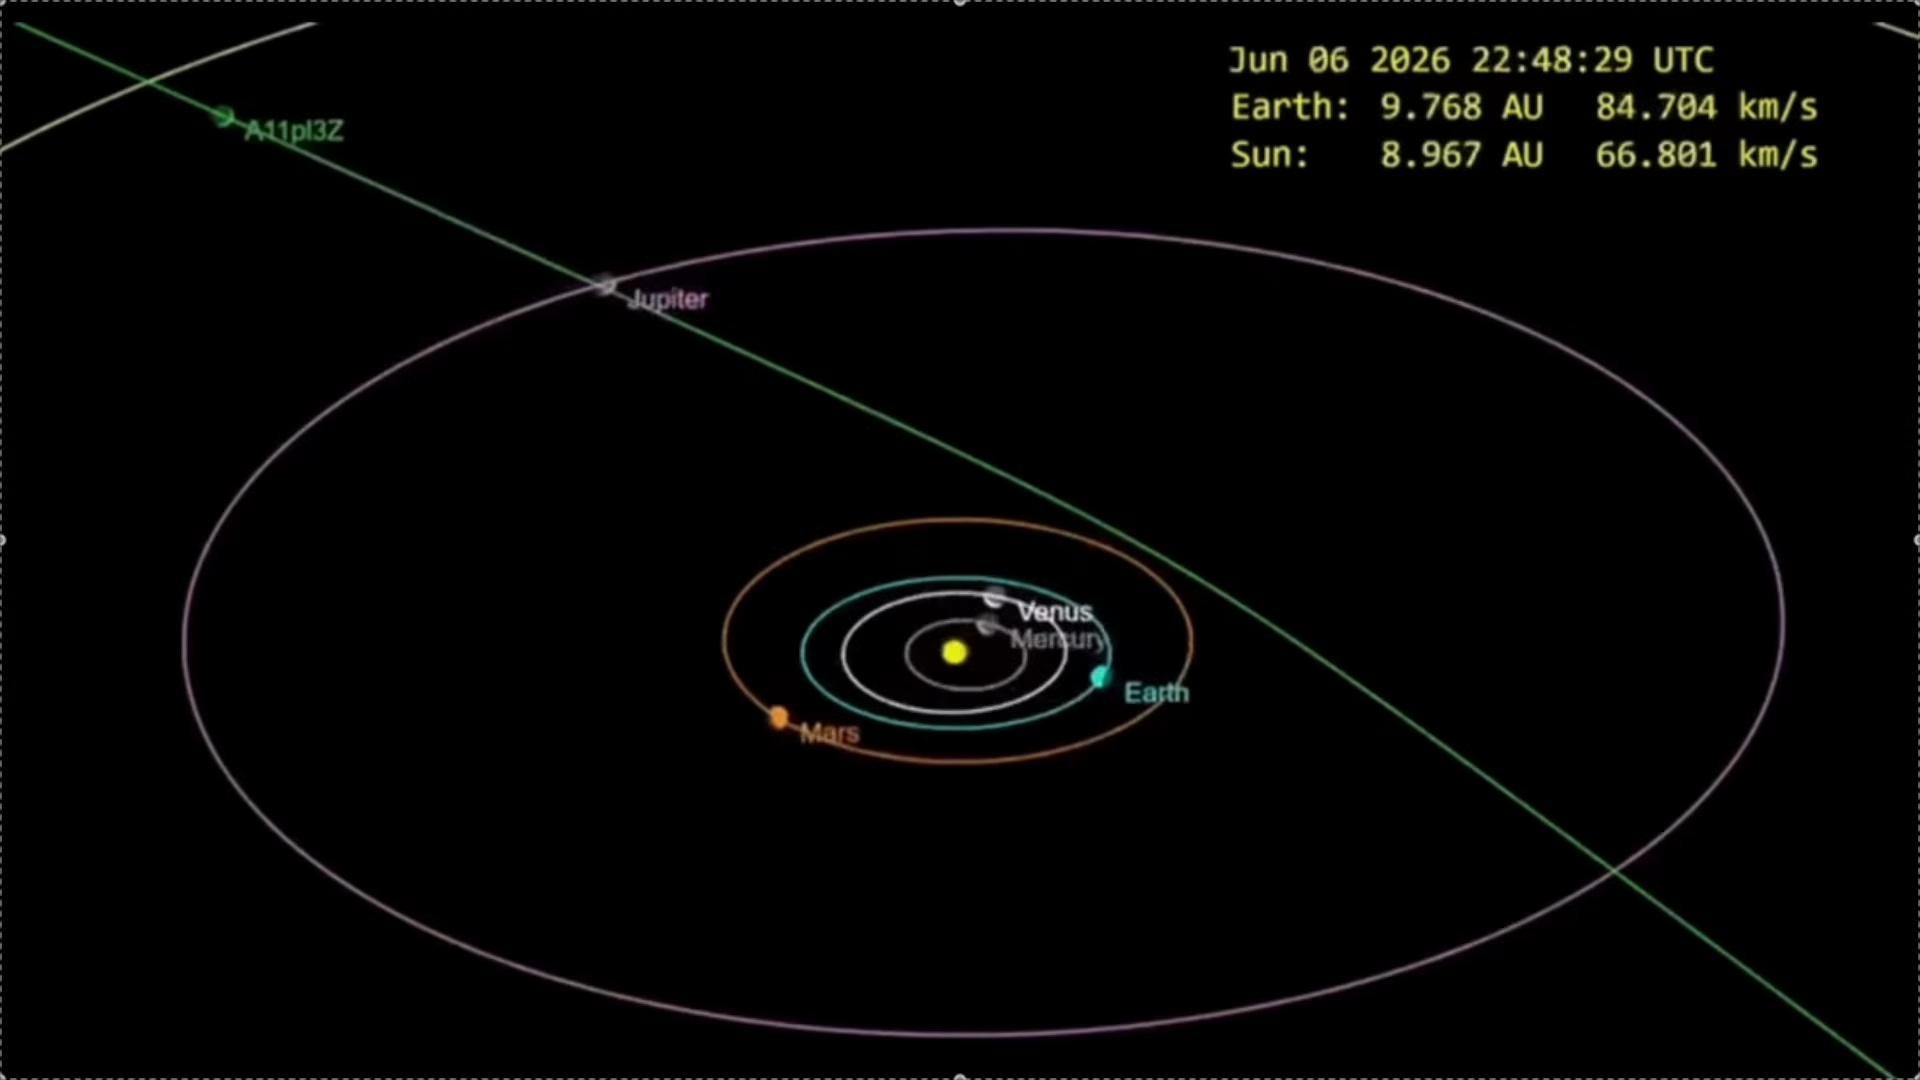 Jun 06 2026 22:48:29 UTC
Earth: 9.768 AU 84.704 km/s
Sun: 8.967 AU 66.801 km/s
A11pl3Z
Jupiter
Venus
Mercury
Earth
Mars